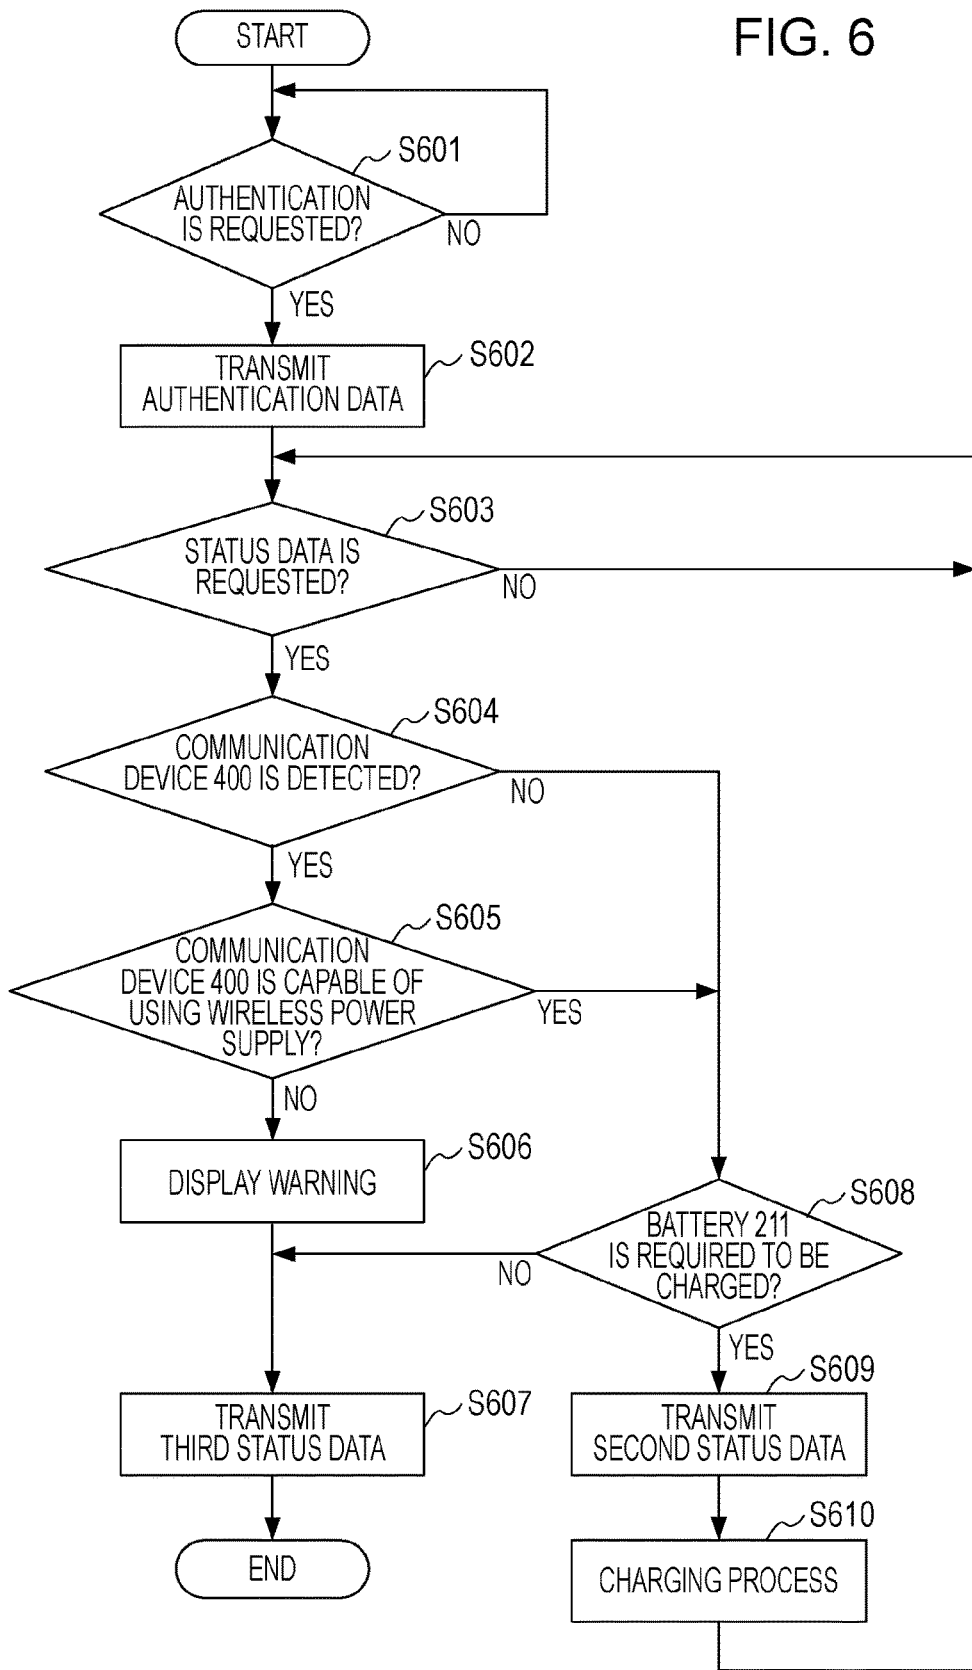 FIG. 6
START
S601
AUTHENTICATION
IS REQUESTED?
NO
YES
S602
TRANSMIT
AUTHENTICATION DATA
S603
STATUS DATA IS
REQUESTED?
NO
YES
S604
COMMUNICATION
DEVICE 400 IS DETECTED?
NO
YES
S605
COMMUNICATION
DEVICE 400 IS CAPABLE OF
USING WIRELESS POWER
SUPPLY?
YES
NO
S606
DISPLAY WARNING
S608
BATTERY 211
IS REQUIRED TO BE
CHARGED?
NO
YES
S607
TRANSMIT
THIRD STATUS DATA
S609
TRANSMIT
SECOND STATUS DATA
END
S610
CHARGING PROCESS